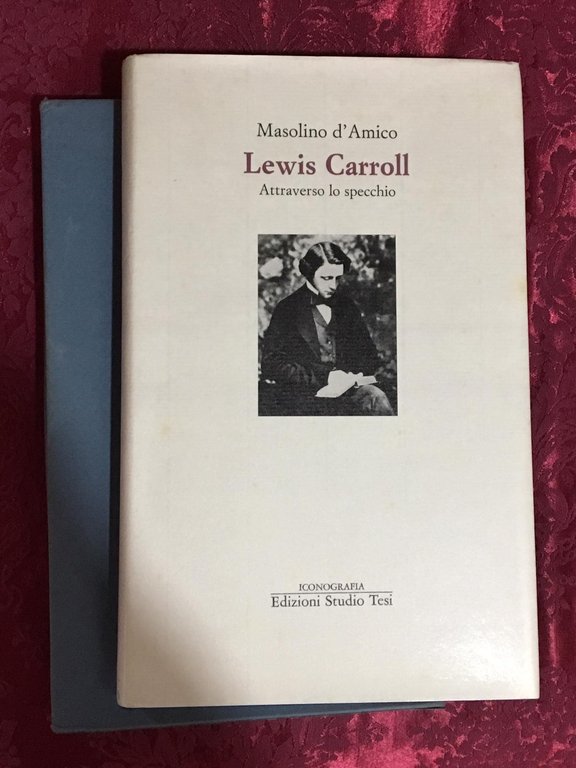 Masolino d'Amico
Lewis Carroll
Attraverso lo specchio
ICONOGRAFIA
Edizioni Studio Tesi